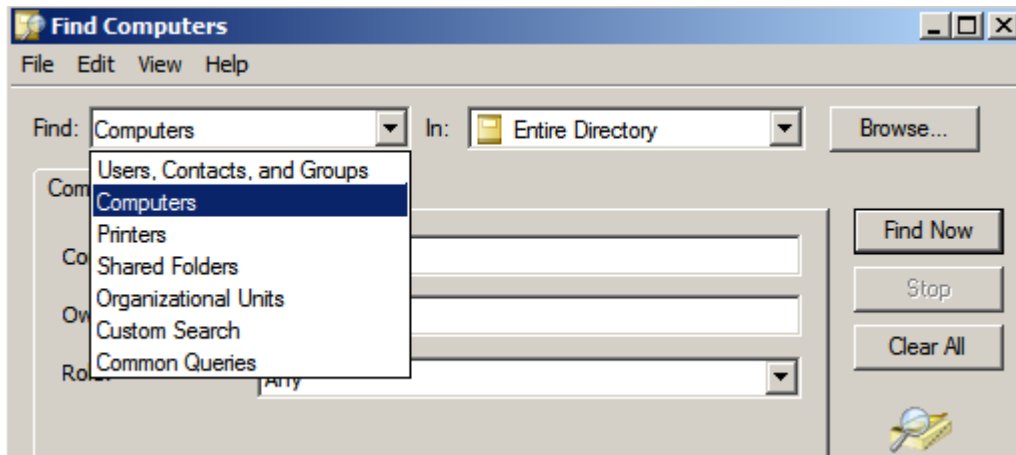 Find Computers
File Edit View Help
Find: Computers In: Entire Directory Browse...
Users, Contacts, and Groups
Computers
Printers
Shared Folders
Organizational Units
Custom Search
Common Queries
Find Now
Stop
Clear All
Any